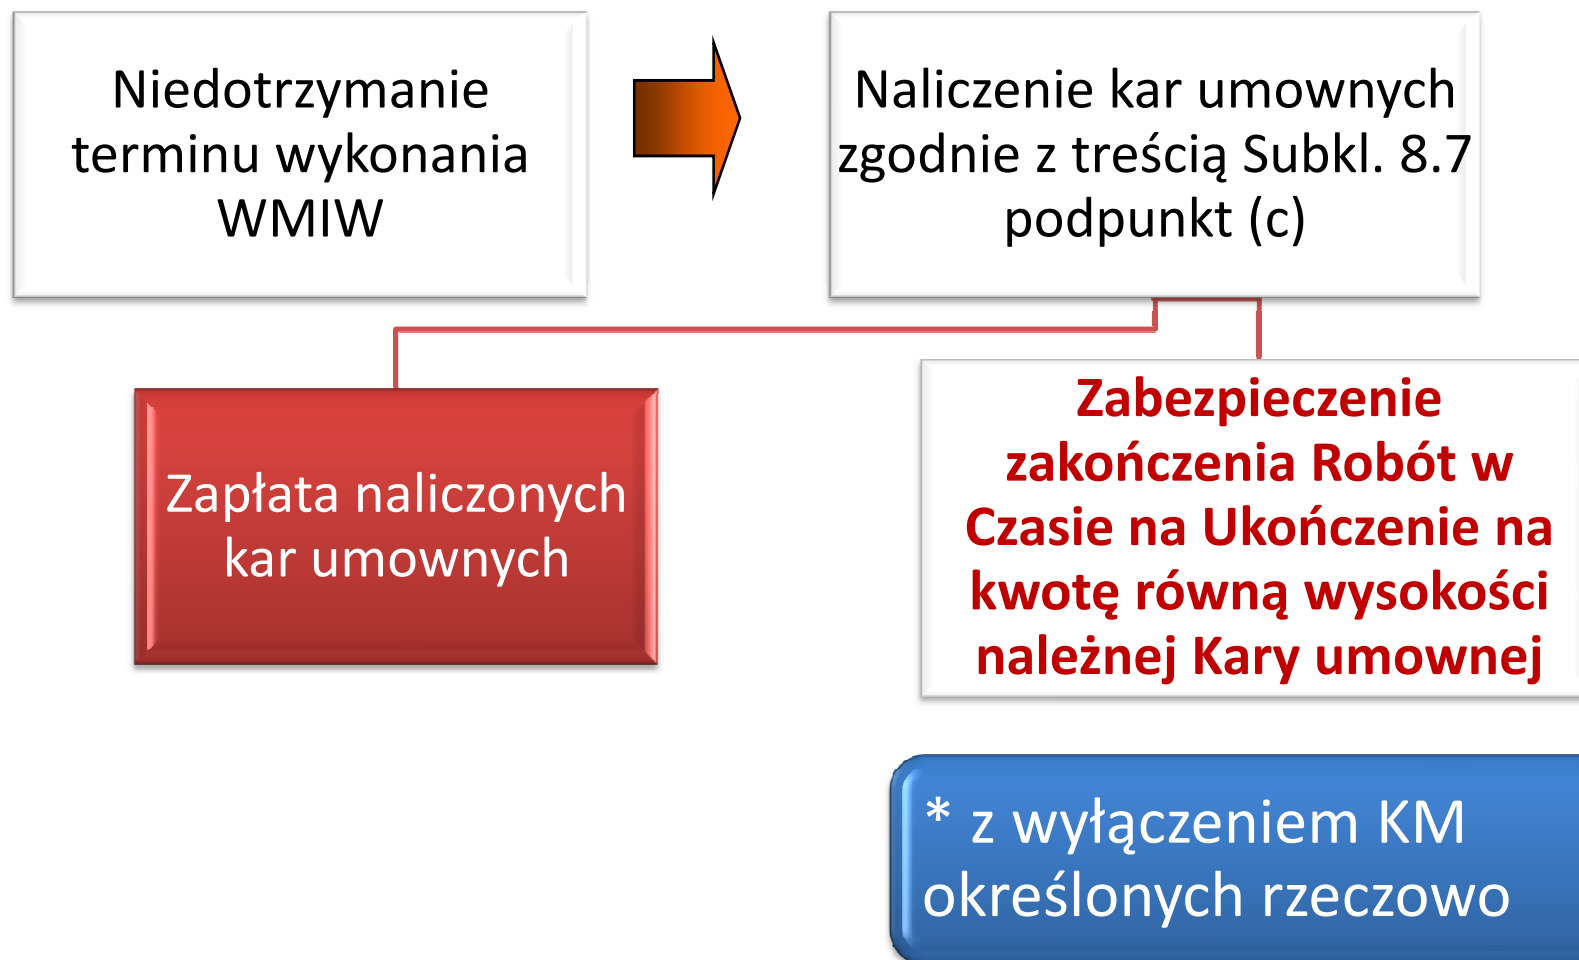 Niedotrzymanie
terminu wykonania
WMIW
Naliczenie kar umownych
zgodnie z treścią Subkl. 8.7
podpunkt (c)
Zapłata naliczonych
kar umownych
Zabezpieczenie
zakończenia Robót w
Czasie na Ukończenie na
kwotę równą wysokości
należnej Kary umownej
* z wyłączeniem KM
określonych rzeczowo